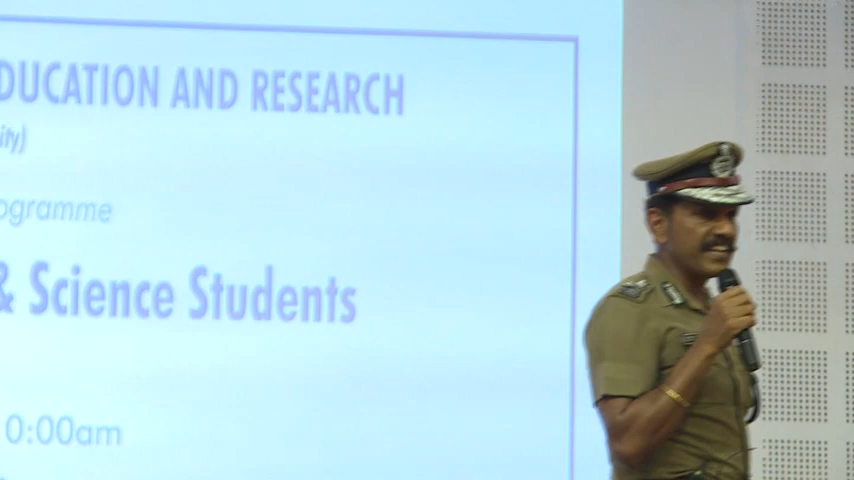 DUCATION AND RESEARCH
ity)
ogramme
& Science Students
0:00am